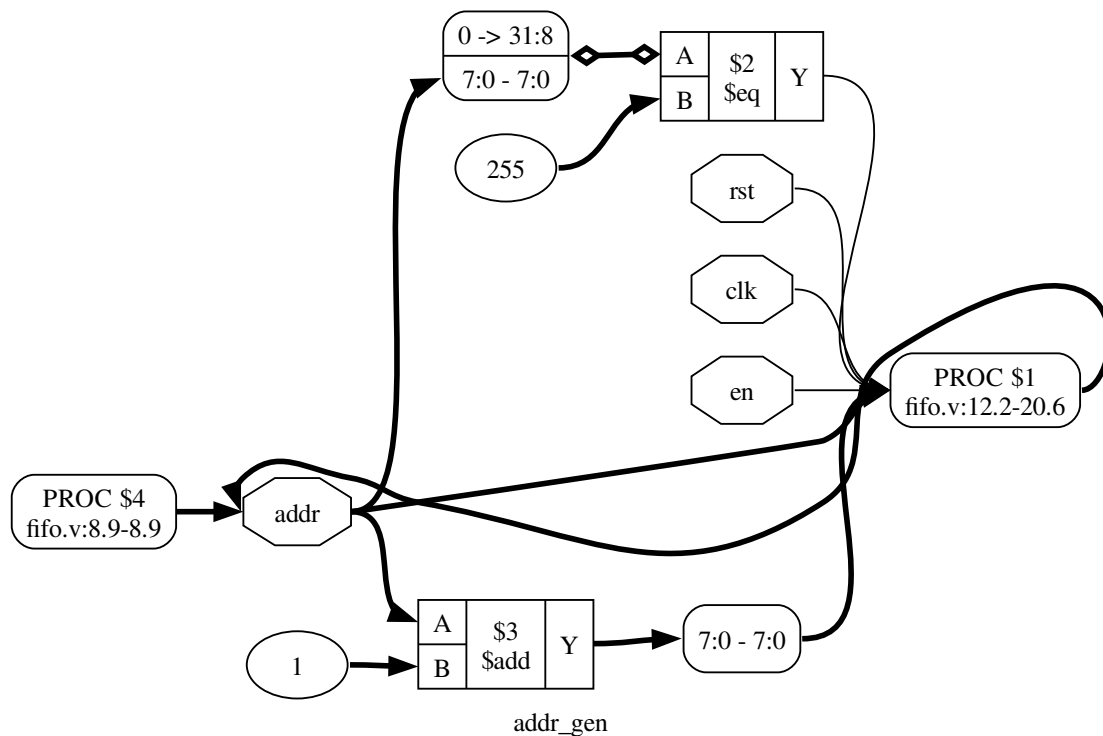 0 -> 31:8
7:0 - 7:0
A
B
$2
$eq
Y
255
rst
clk
en
PROC $1
fifo.v:12.2-20.6
PROC $4
fifo.v:8.9-8.9
addr
A
B
$3
$add
Y
7:0 - 7:0
1
addr_gen